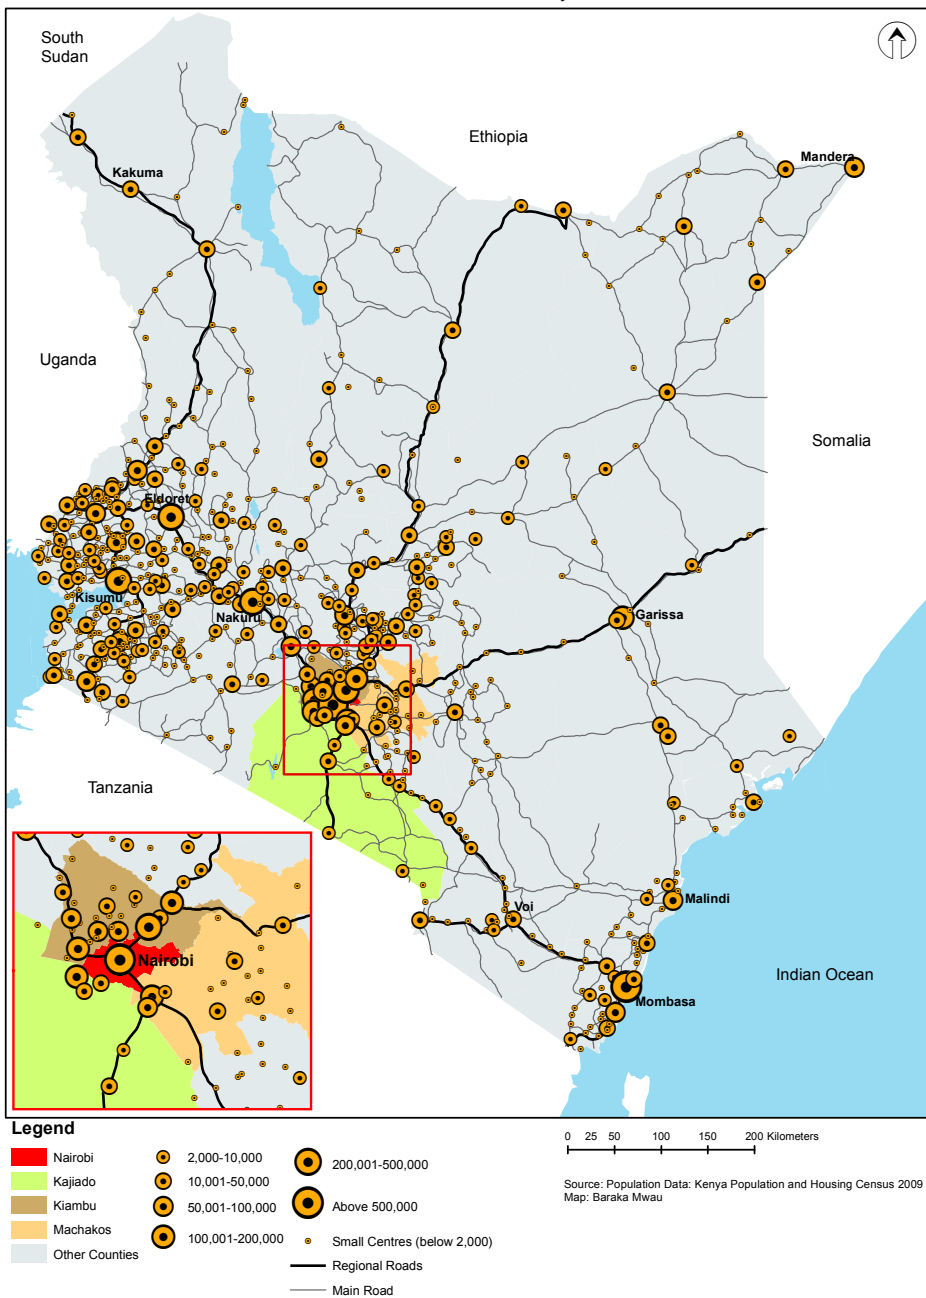 South
Sudan
Ethiopia
Mandera
Kakuma
Uganda
Somalia
Eldoret
Kisumu
Nakuru
Garissa
Tanzania
Voi
Malindi
Indian Ocean
Mombasa
Nairobi
Legend
Nairobi
Kajiado
Kiambu
Machakos
Other Counties
2,000-10,000
10,001-50,000
50,001-100,000
100,001-200,000
200,001-500,000
Above 500,000
Small Centres (below 2,000)
Regional Roads
Main Road
0 25 50 100 150 200 Kilometers
Source: Population Data: Kenya Population and Housing Census 2009
Map: Baraka Mwau